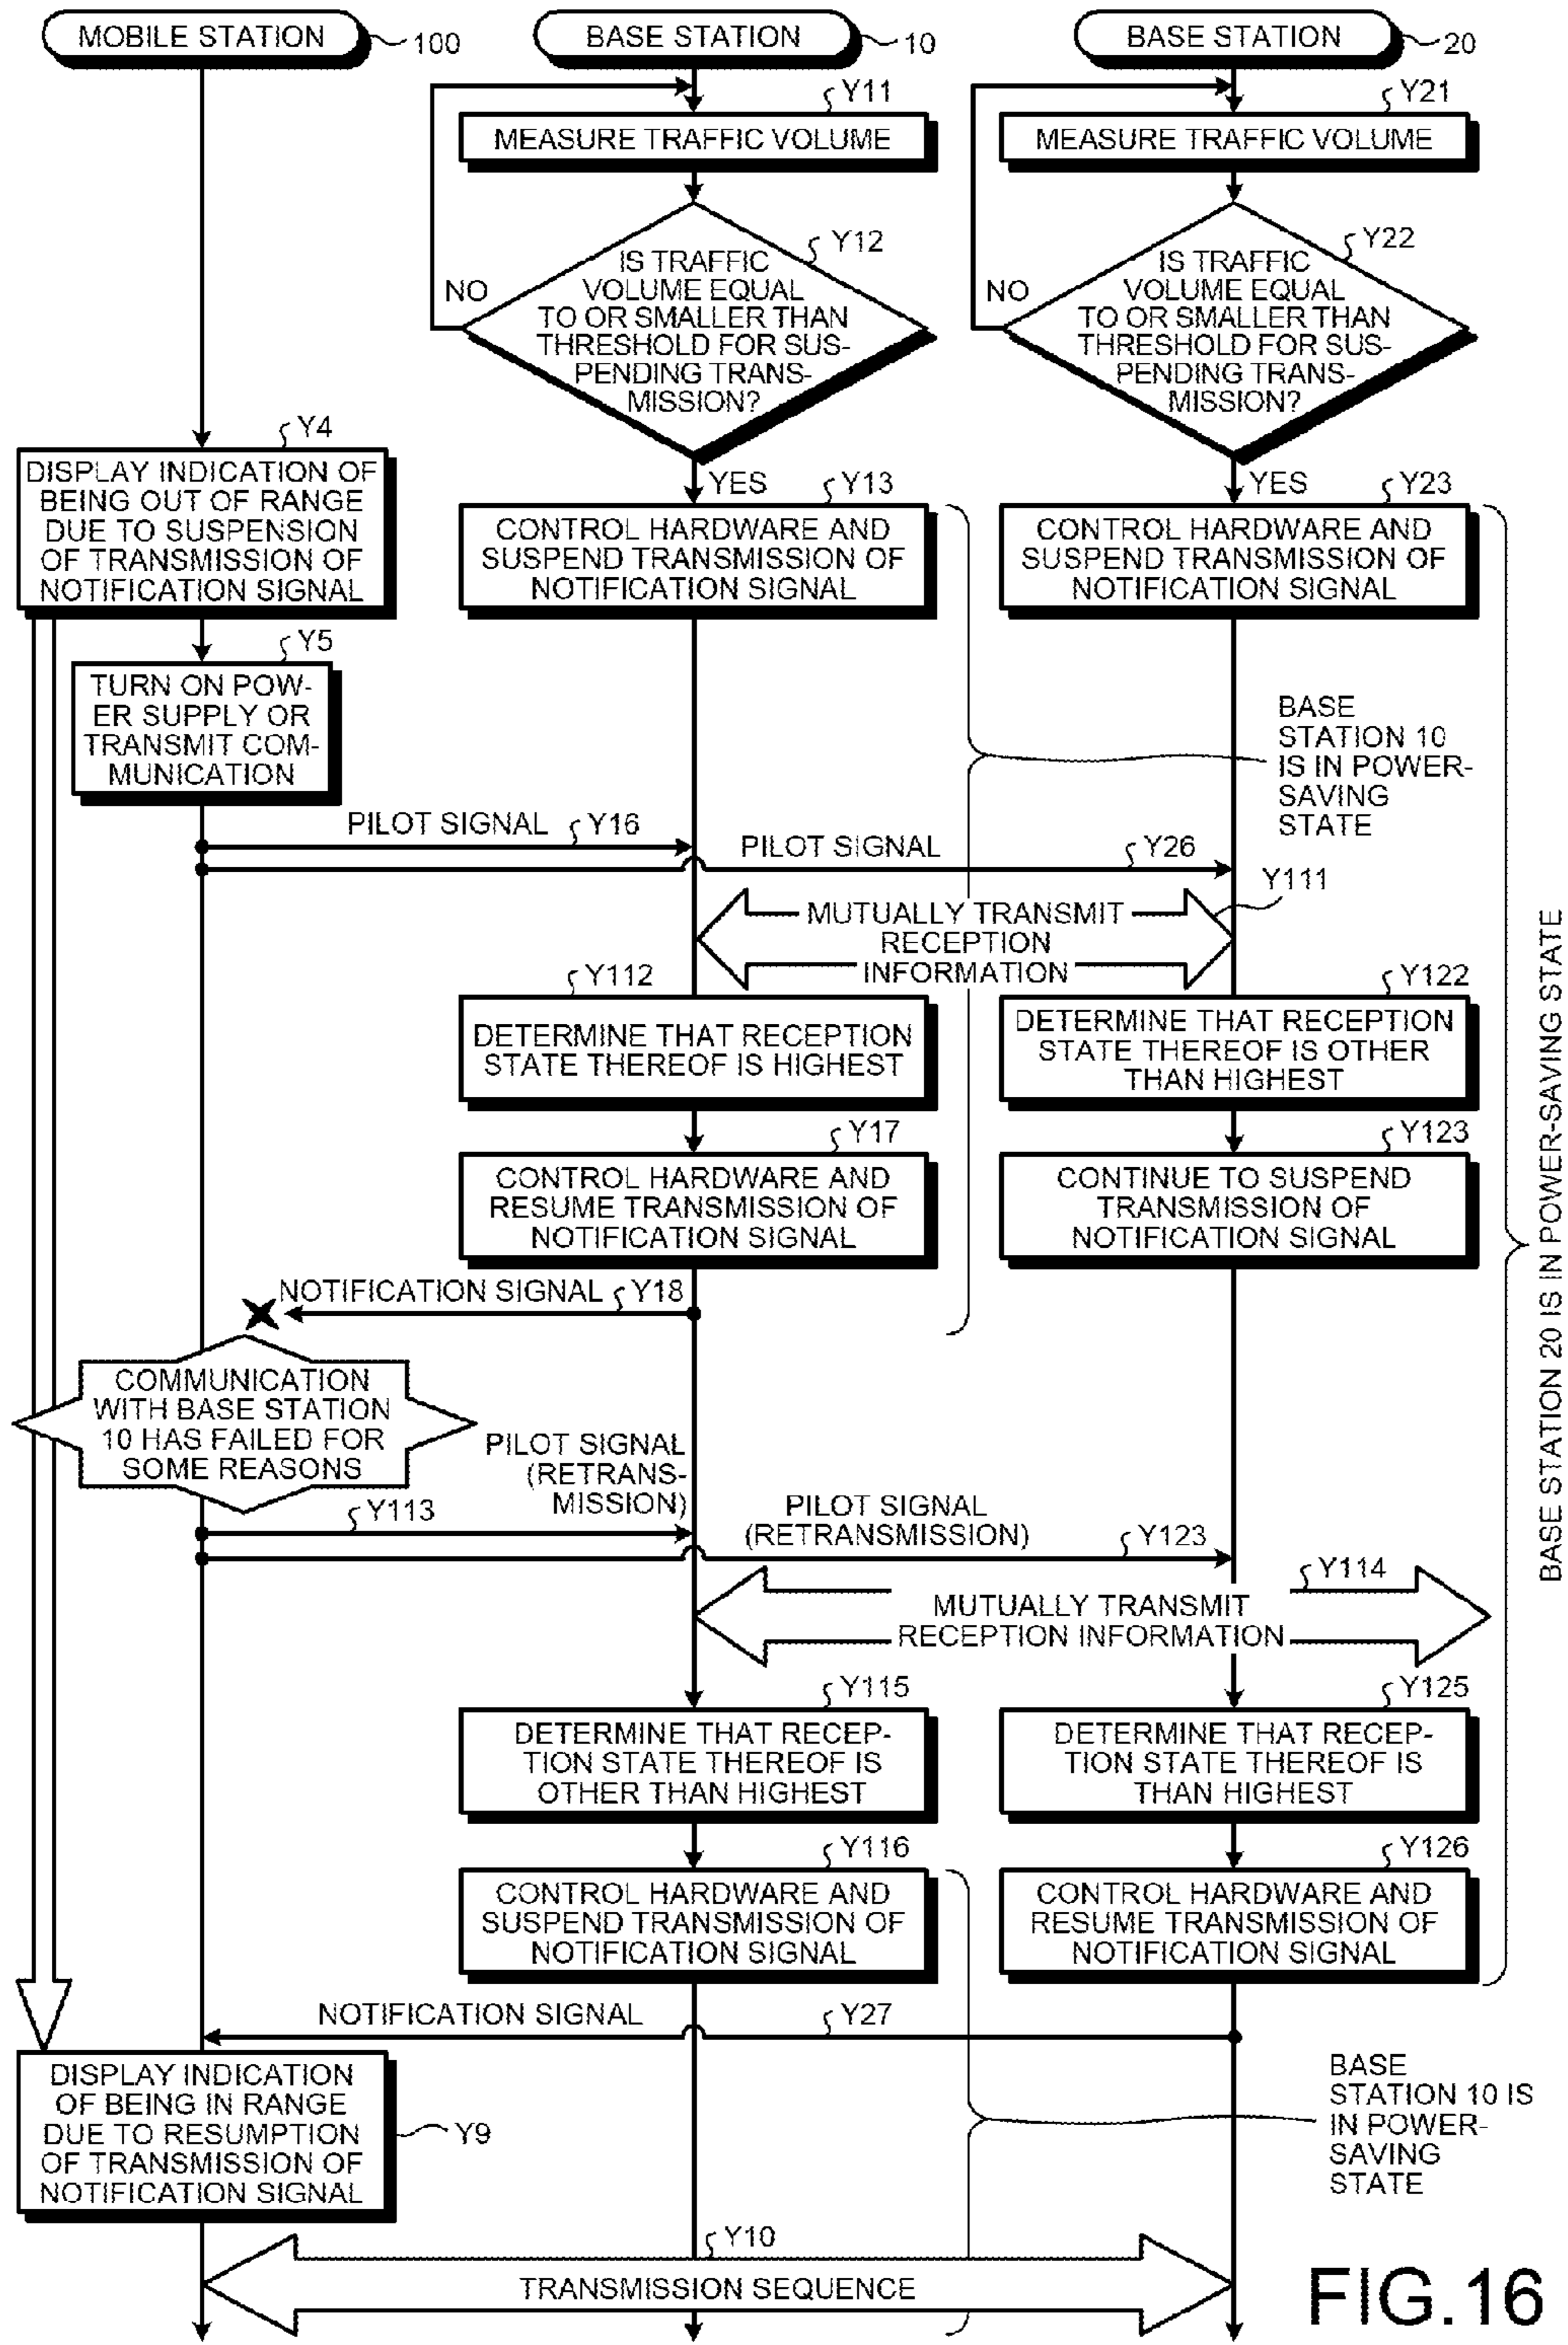 MOBILE STATION
100
BASE STATION
10
BASE STATION
20
Y11
MEASURE TRAFFIC VOLUME
Y21
MEASURE TRAFFIC VOLUME
Y12
IS TRAFFIC
VOLUME EQUAL
TO OR SMALLER THAN
THRESHOLD FOR SUS-
PENDING TRANS-
MISSION?
NO
YES
Y22
IS TRAFFIC
VOLUME EQUAL
TO OR SMALLER THAN
THRESHOLD FOR SUS-
PENDING TRANS-
MISSION?
NO
YES
Y4
DISPLAY INDICATION OF
BEING OUT OF RANGE
DUE TO SUSPENSION
OF TRANSMISSION OF
NOTIFICATION SIGNAL
Y13
CONTROL HARDWARE AND
SUSPEND TRANSMISSION OF
NOTIFICATION SIGNAL
Y23
CONTROL HARDWARE AND
SUSPEND TRANSMISSION OF
NOTIFICATION SIGNAL
Y5
TURN ON POW-
ER SUPPLY OR
TRANSMIT COM-
MUNICATION
BASE
STATION 10
IS IN POWER-
SAVING
STATE
PILOT SIGNAL
Y16
PILOT SIGNAL
Y26
Y111
MUTUALLY TRANSMIT
RECEPTION
INFORMATION
Y112
DETERMINE THAT RECEPTION
STATE THEREOF IS HIGHEST
Y122
DETERMINE THAT RECEPTION
STATE THEREOF IS OTHER
THAN HIGHEST
Y17
CONTROL HARDWARE AND
RESUME TRANSMISSION OF
NOTIFICATION SIGNAL
Y123
CONTINUE TO SUSPEND
TRANSMISSION OF
NOTIFICATION SIGNAL
BASE STATION 20 IS IN POWER-SAVING STATE
NOTIFICATION SIGNAL
Y18
COMMUNICATION
WITH BASE STATION
10 HAS FAILED FOR
SOME REASONS
PILOT SIGNAL
(RETRANS-
MISSION)
Y113
PILOT SIGNAL
(RETRANSMISSION)
Y123
Y114
MUTUALLY TRANSMIT
RECEPTION INFORMATION
Y115
DETERMINE THAT RECEP-
TION STATE THEREOF IS
OTHER THAN HIGHEST
Y125
DETERMINE THAT RECEP-
TION STATE THEREOF IS
THAN HIGHEST
Y116
CONTROL HARDWARE AND
SUSPEND TRANSMISSION OF
NOTIFICATION SIGNAL
Y126
CONTROL HARDWARE AND
RESUME TRANSMISSION OF
NOTIFICATION SIGNAL
NOTIFICATION SIGNAL
Y27
DISPLAY INDICATION
OF BEING IN RANGE
DUE TO RESUMPTION
OF TRANSMISSION OF
NOTIFICATION SIGNAL
Y9
BASE
STATION 10 IS
IN POWER-
SAVING
STATE
Y10
TRANSMISSION SEQUENCE
FIG.16